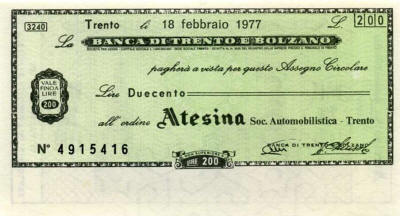 3240 Trento li 18 febbraio 1977 L. 200
La BANCA DI TRENTO E BOLZANO
pagherà a vista per questo Assegno Circolare
VALE FINO A LIRE 200
Lire Duecento
all'ordine Atesina Soc. Automobilistica - Trento
N° 4915416
BANCA DI TRENTO E BOLZANO
LIRE 200